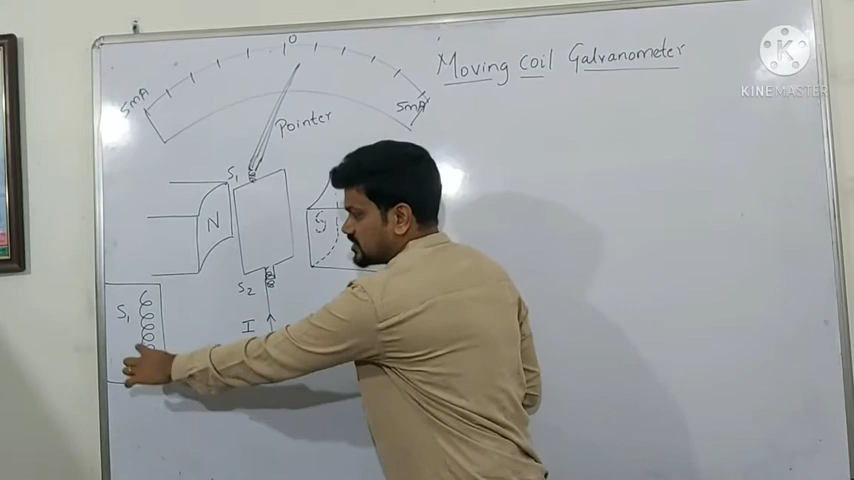 Moving coil Galvanometer
KINEMASTER
0
5mA
5mA
Pointer
S1
N
S
S2
S1
I